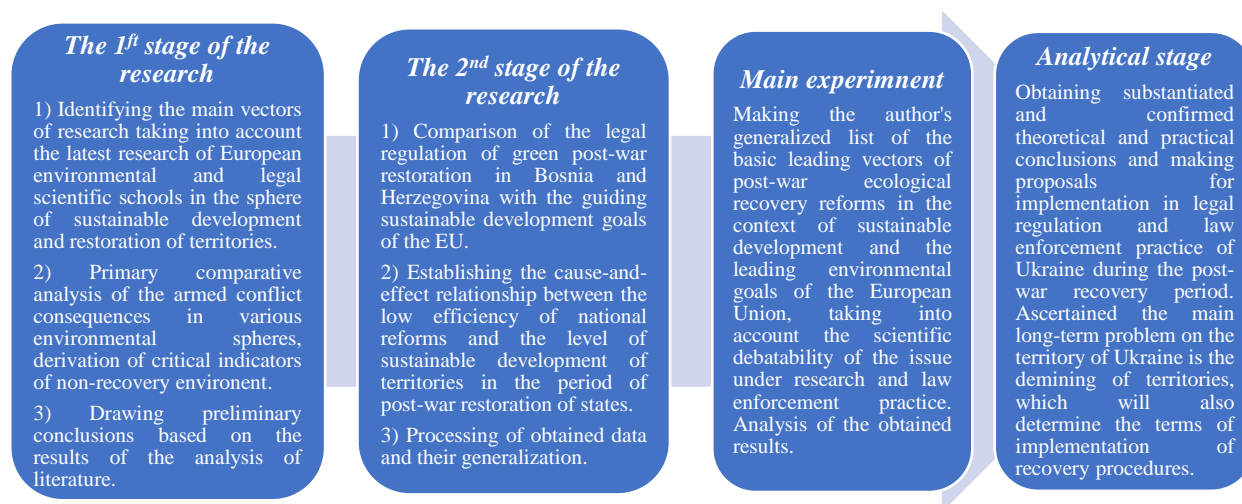 The 1ft stage of the
research
1) Identifying the main vectors
of research taking into account
the latest research of European
environmental and legal
scientific schools in the sphere
of sustainable development
and restoration of territories.
2) Primary comparative
analysis of the armed conflict
consequences in various
environmental spheres,
derivation of critical indicators
of non-recovery environent.
3) Drawing preliminary
conclusions based on the
results of the analysis of
literature.
The 2nd stage of the
research
1) Comparison of the legal
regulation of green post-war
restoration in Bosnia and
Herzegovina with the guiding
sustainable development goals
of the EU.
2) Establishing the cause-and-
effect relationship between the
low efficiency of national
reforms and the level of
sustainable development of
territories in the period of
post-war restoration of states.
3) Processing of obtained data
and their generalization.
Main experimnent
Making the author's
generalized list of the
basic leading vectors of
post-war ecological
recovery reforms in the
context of sustainable
development and the
leading environmental
goals of the European
Union, taking into
account the scientific
debatability of the issue
under research and law
enforcement practice.
Analysis of the obtained
results.
Analytical stage
Obtaining substantiated
and confirmed
theoretical and practical
conclusions and making
proposals for
implementation in legal
regulation and law
enforcement practice of
Ukraine during the post-
war recovery period.
Ascertained the main
long-term problem on the
territory of Ukraine is the
demining of territories,
which will also
determine the terms of
implementation of
recovery procedures.